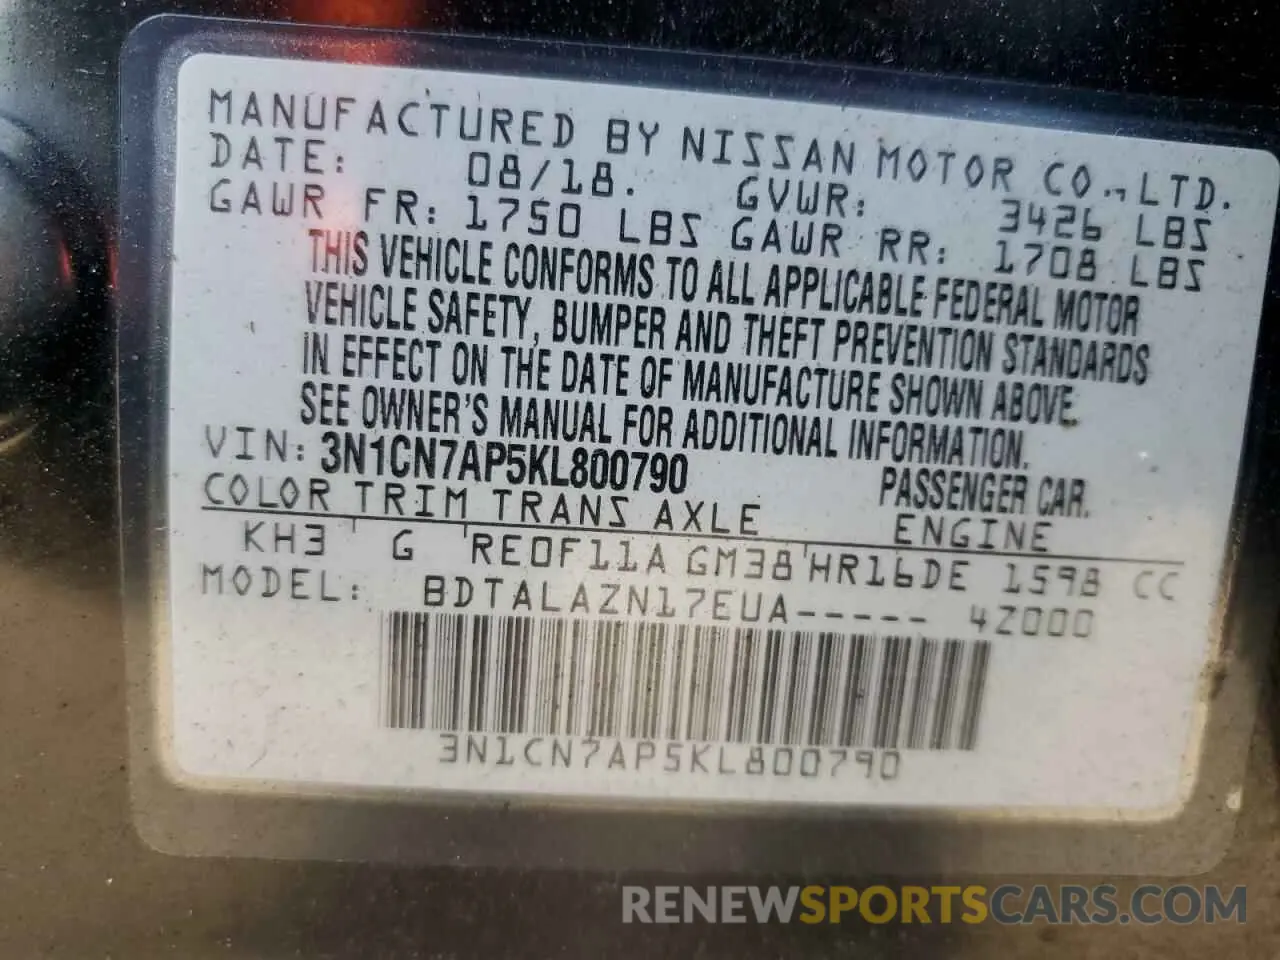 MANUFACTURED BY NISSAN MOTOR CO., LTD.
DATE: 08/18. GVWR: 3426 LBS
GAWR FR: 1750 LBS GAWR RR: 1708 LBS
THIS VEHICLE CONFORMS TO ALL APPLICABLE FEDERAL MOTOR
VEHICLE SAFETY, BUMPER AND THEFT PREVENTION STANDARDS
IN EFFECT ON THE DATE OF MANUFACTURE SHOWN ABOVE.
SEE OWNER'S MANUAL FOR ADDITIONAL INFORMATION.
VIN: 3N1CN7AP5KL800790 PASSENGER CAR.
COLOR TRIM TRANS AXLE ENGINE
KH3 G RE0F11A GM38 HR16DE 1598 CC
MODEL: BDTALAZN17EUA----- 42000
3N1CN7AP5KL800790
RENEWSPORTSCARS.COM